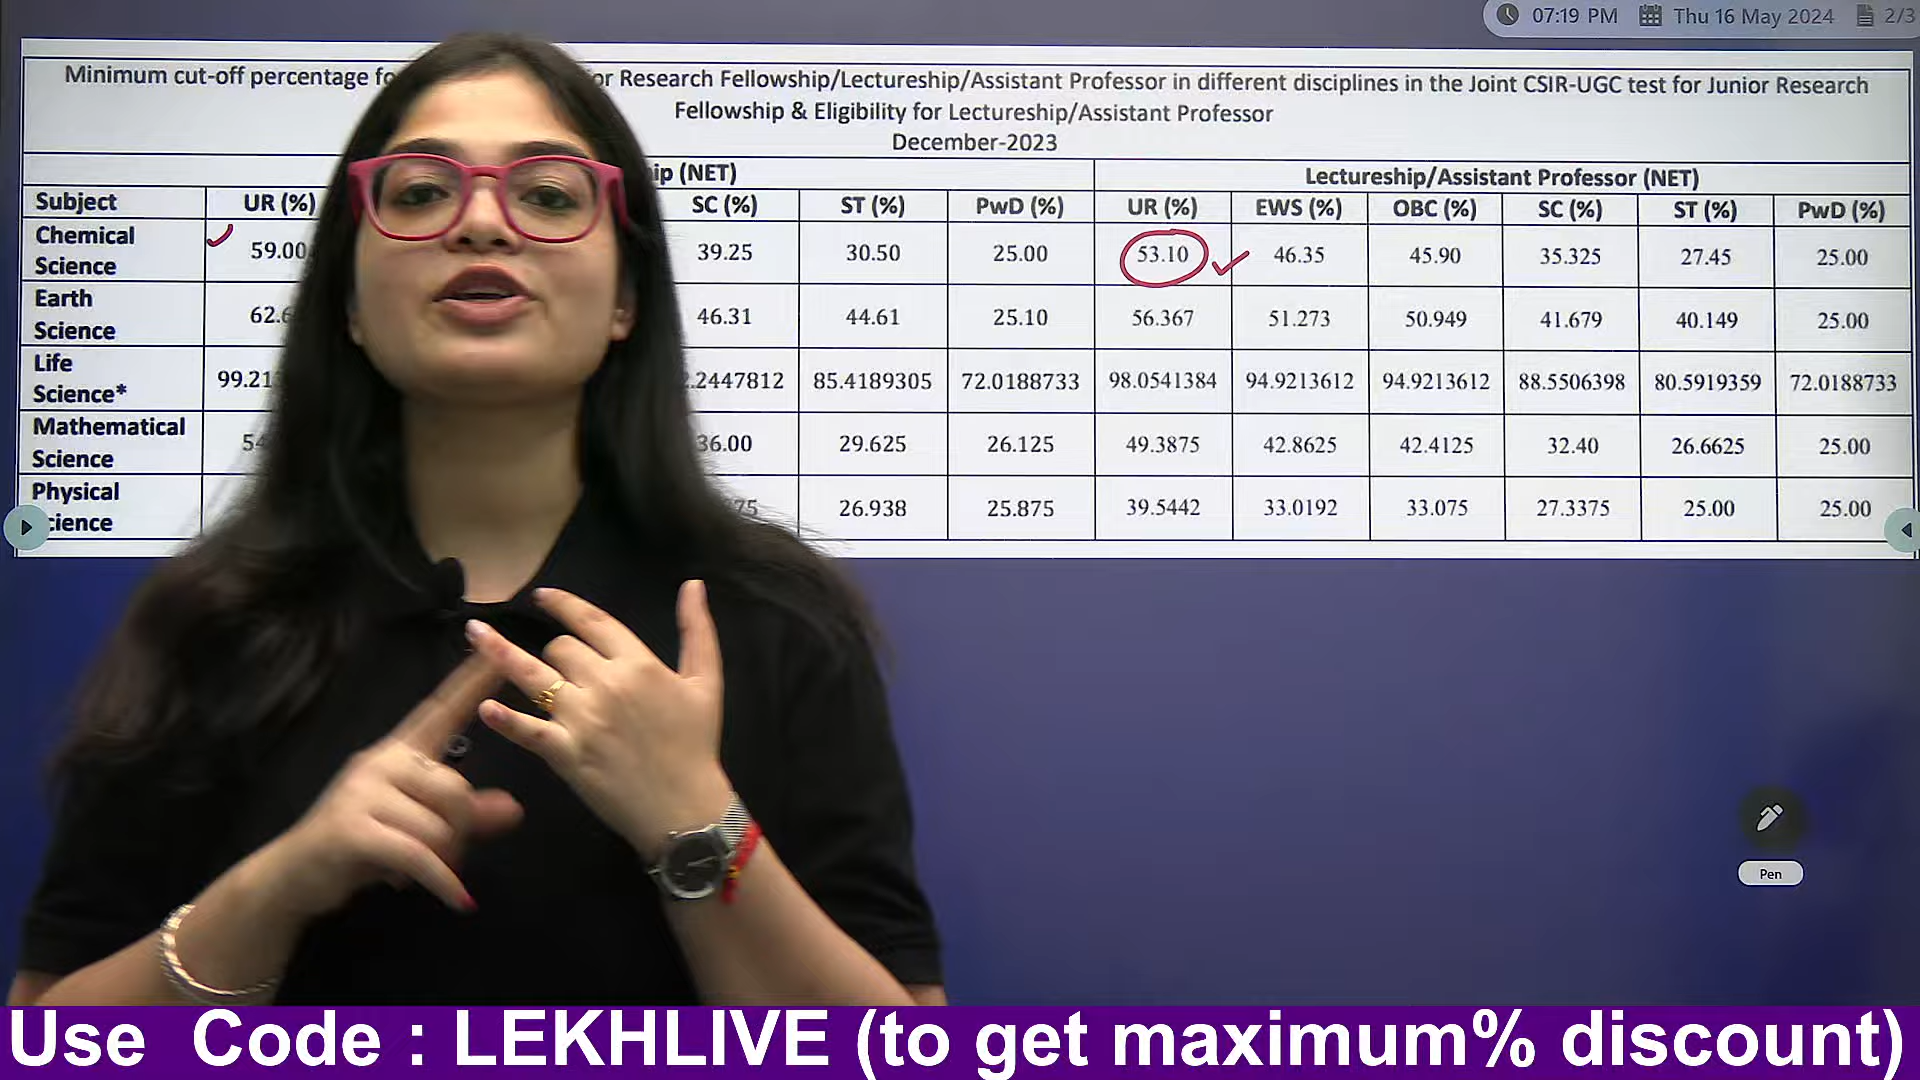 07:19 PM Thu 16 May 2024 2/3
Minimum cut-off percentage Research Fellowship/Lectureship/Assistant Professor in different disciplines in the Joint CSIR-UGC test for Junior Research
Fellowship & Eligibility for Lectureship/Assistant Professor
December-2023
(NET) Lectureship/Assistant Professor (NET)
Subject UR (%) SC (%) ST (%) PwD (%) UR (%) EWS (%) OBC (%) SC (%) ST (%) PwD (%)
Chemical
Science 59.00 39.25 30.50 25.00 53.10 46.35 45.90 35.325 27.45 25.00
Earth
Science 46.31 44.61 25.10 56.367 51.273 50.949 41.679 40.149 25.00
Life
Science* 85.4189305 72.0188733 98.0541384 94.9213612 94.9213612 88.5506398 80.5919359 72.0188733
Mathematical
Science 36.00 29.625 26.125 49.3875 42.8625 42.4125 32.40 26.6625 25.00
Physical
26.938 25.875 39.5442 33.0192 33.075 27.3375 25.00 25.00
Pen
Use Code : LEKHLIVE (to get maximum% discount)